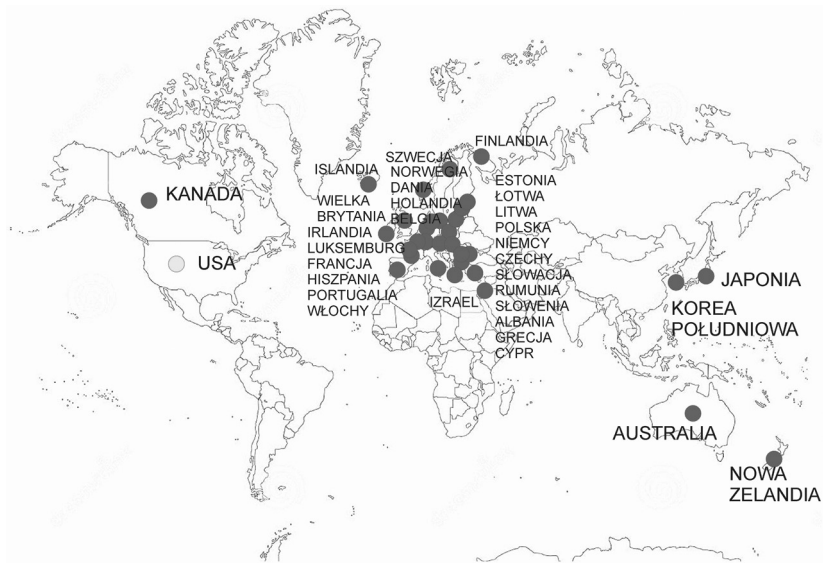 FINLANDIA
SZWECJA
NORWEGIA
DANIA
HOLANDIA
BELGIA
ISLANDIA
KANADA
WIELKA
BRYTANIA
IRLANDIA
LUKSEMBURG
FRANCJA
HISZPANIA
PORTUGALIA
WŁOCHY
ESTONIA
ŁOTWA
LITWA
POLSKA
NIEMCY
CZECHY
SŁOWACJA
RUMUNIA
SŁOWENIA
ALBANIA
GRECJA
CYPR
USA
IZRAEL
JAPONIA
KOREA
POŁUDNIOWA
AUSTRALIA
NOWA
ZELANDIA